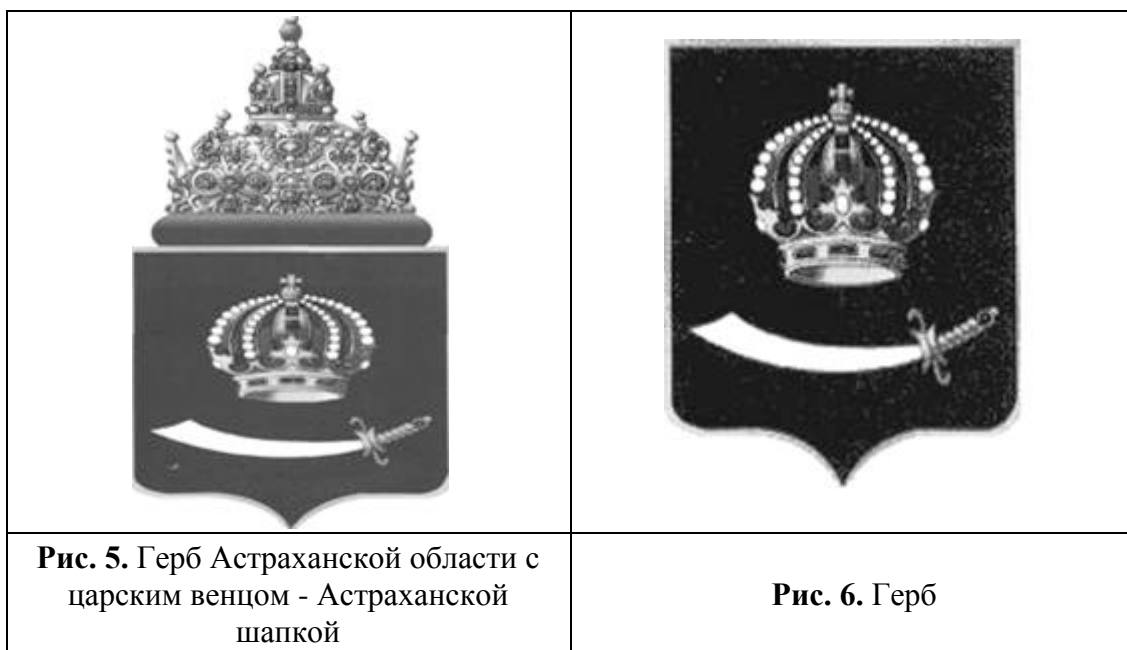 Рис. 5. Герб Астраханской области с
царским венцом - Астраханской
шапкой
Рис. 6. Герб